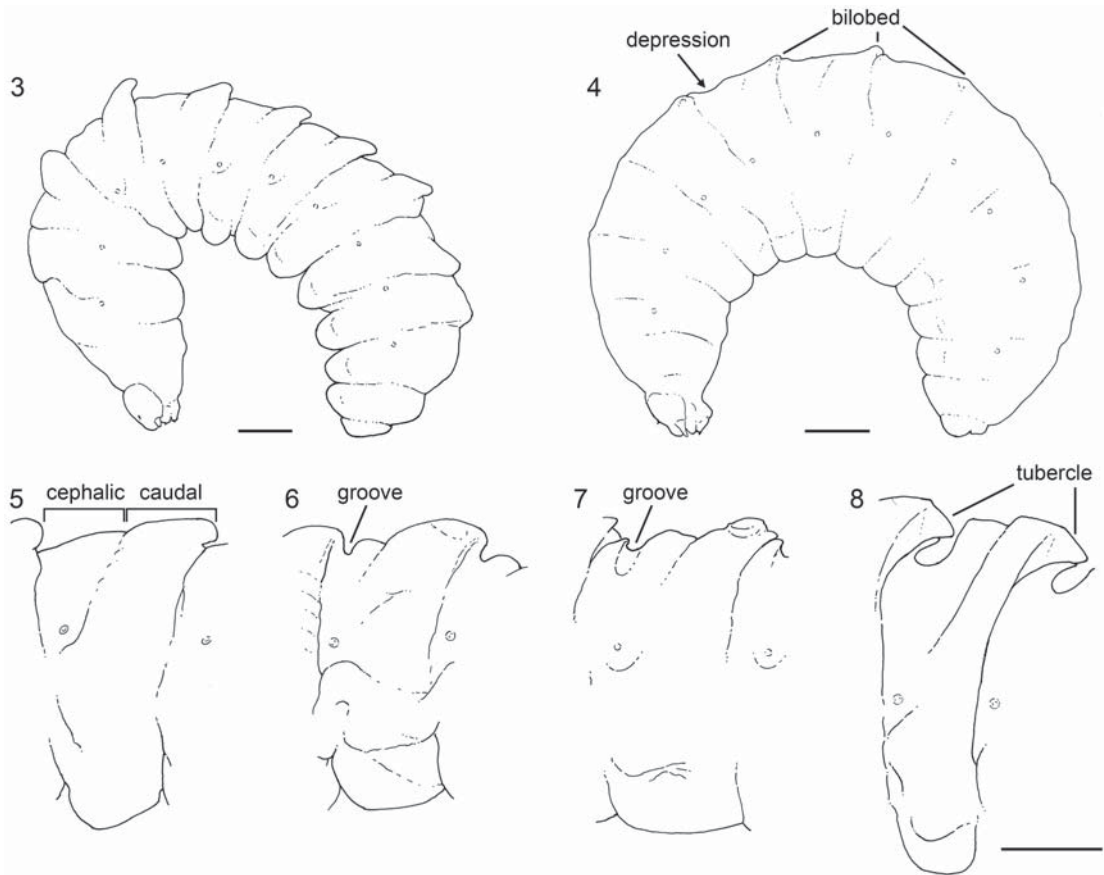 bilobed
depression
3
4
5
cephalic
caudal
6
groove
7
groove
8
tubercle